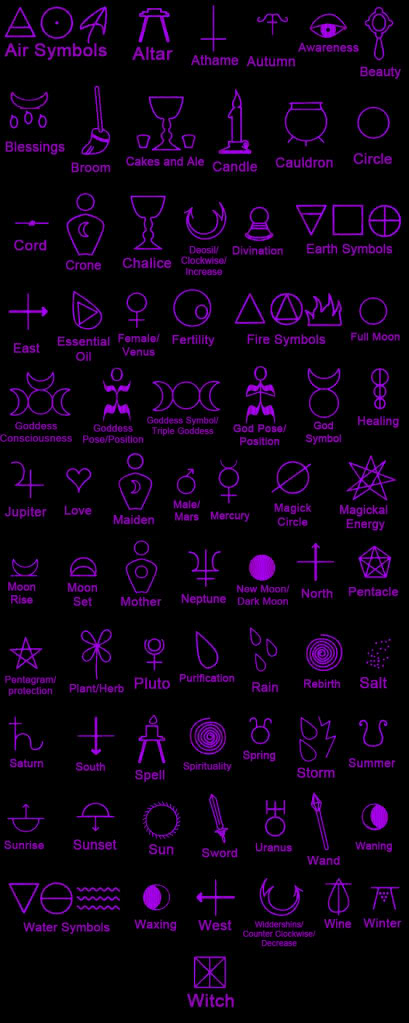 Air Symbols
Altar
Athame
Autumn
Awareness
Beauty
Blessings
Broom
Cakes and Ale
Candle
Cauldron
Circle
Cord
Crone
Chalice
Deosil/
Clockwise/
Increase
Divination
Earth Symbols
East
Essential
Oil
Female/
Venus
Fertility
Fire Symbols
Full Moon
Goddess
Consciousness
Goddess
Pose/Position
Goddess Symbol/
Triple Goddess
God Pose/
Position
God
Symbol
Healing
Jupiter
Love
Maiden
Male/
Mars
Mercury
Magick
Circle
Magickal
Energy
Moon
Rise
Moon
Set
Mother
Neptune
New Moon/
Dark Moon
North
Pentacle
Pentagram/
protection
Plant/Herb
Pluto
Purification
Rain
Rebirth
Salt
Saturn
South
Spell
Spirituality
Spring
Storm
Summer
Sunrise
Sunset
Sun
Sword
Uranus
Wand
Waning
Water Symbols
Waxing
West
Widdershins/
Counter Clockwise/
Decrease
Wine
Winter
Witch